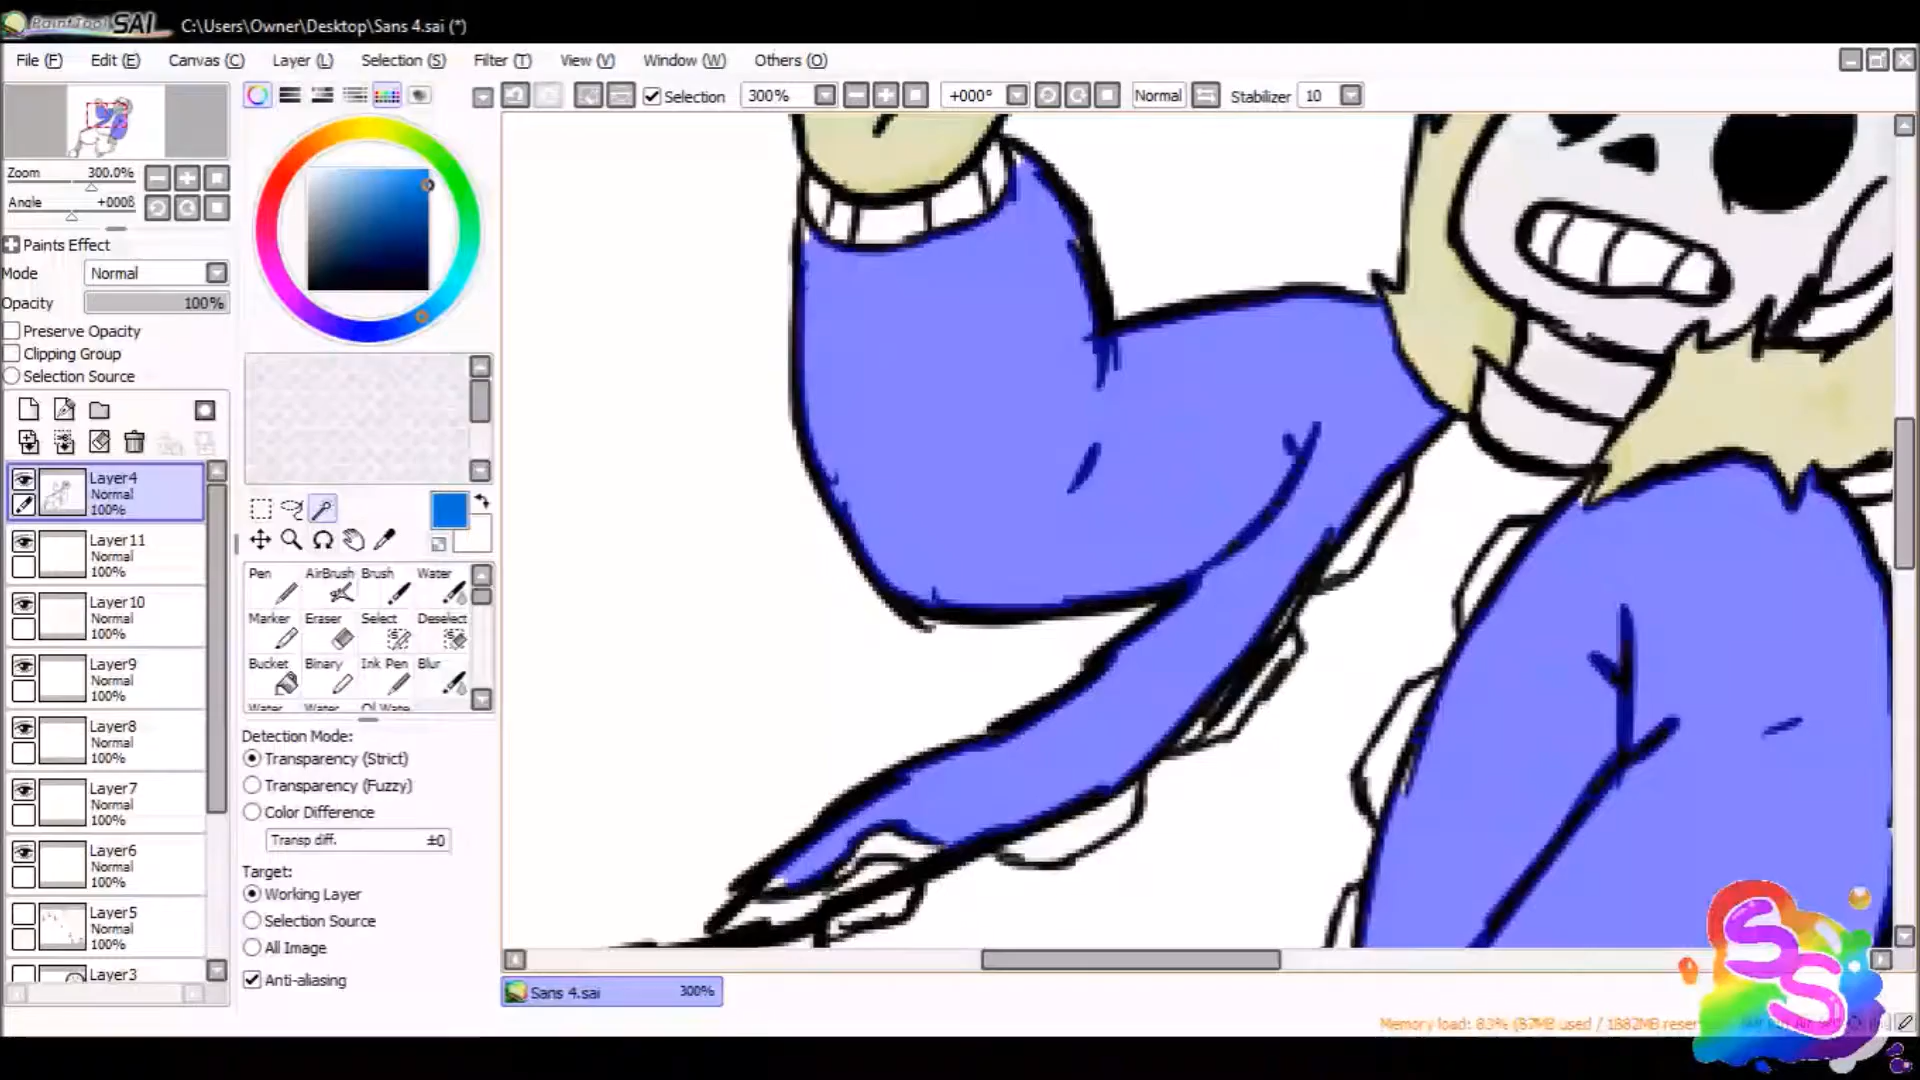 PaintTool SAI C:\Users\Owner\Desktop\Sans 4.sai (*)
File (F) Edit (E) Canvas (C) Layer (L) Selection (S) Filter (T) View (V) Window (W) Others (O)
Selection 300% +000° Normal Stabilizer 10
Zoom 300.0%
Angle +000ß
Paints Effect
Mode Normal
Opacity 100%
Preserve Opacity
Clipping Group
Selection Source
Layer4
Normal
100%
Layer11
Normal
100%
Layer10
Normal
100%
Layer9
Normal
100%
Layer8
Normal
100%
Layer7
Normal
100%
Layer6
Normal
100%
Layer5
Normal
100%
Layer3
Pen AirBrush Brush Water
Marker Eraser Select Deselect
Bucket Binary Ink Pen Blur
Water Water Oil Wate
Detection Mode:
Transparency (Strict)
Transparency (Fuzzy)
Color Difference
Transp diff. ±0
Target:
Working Layer
Selection Source
All Image
Anti-aliasing
Sans 4.sai 300%
Memory load: 83% (87MB used / 1882MB reser
SS